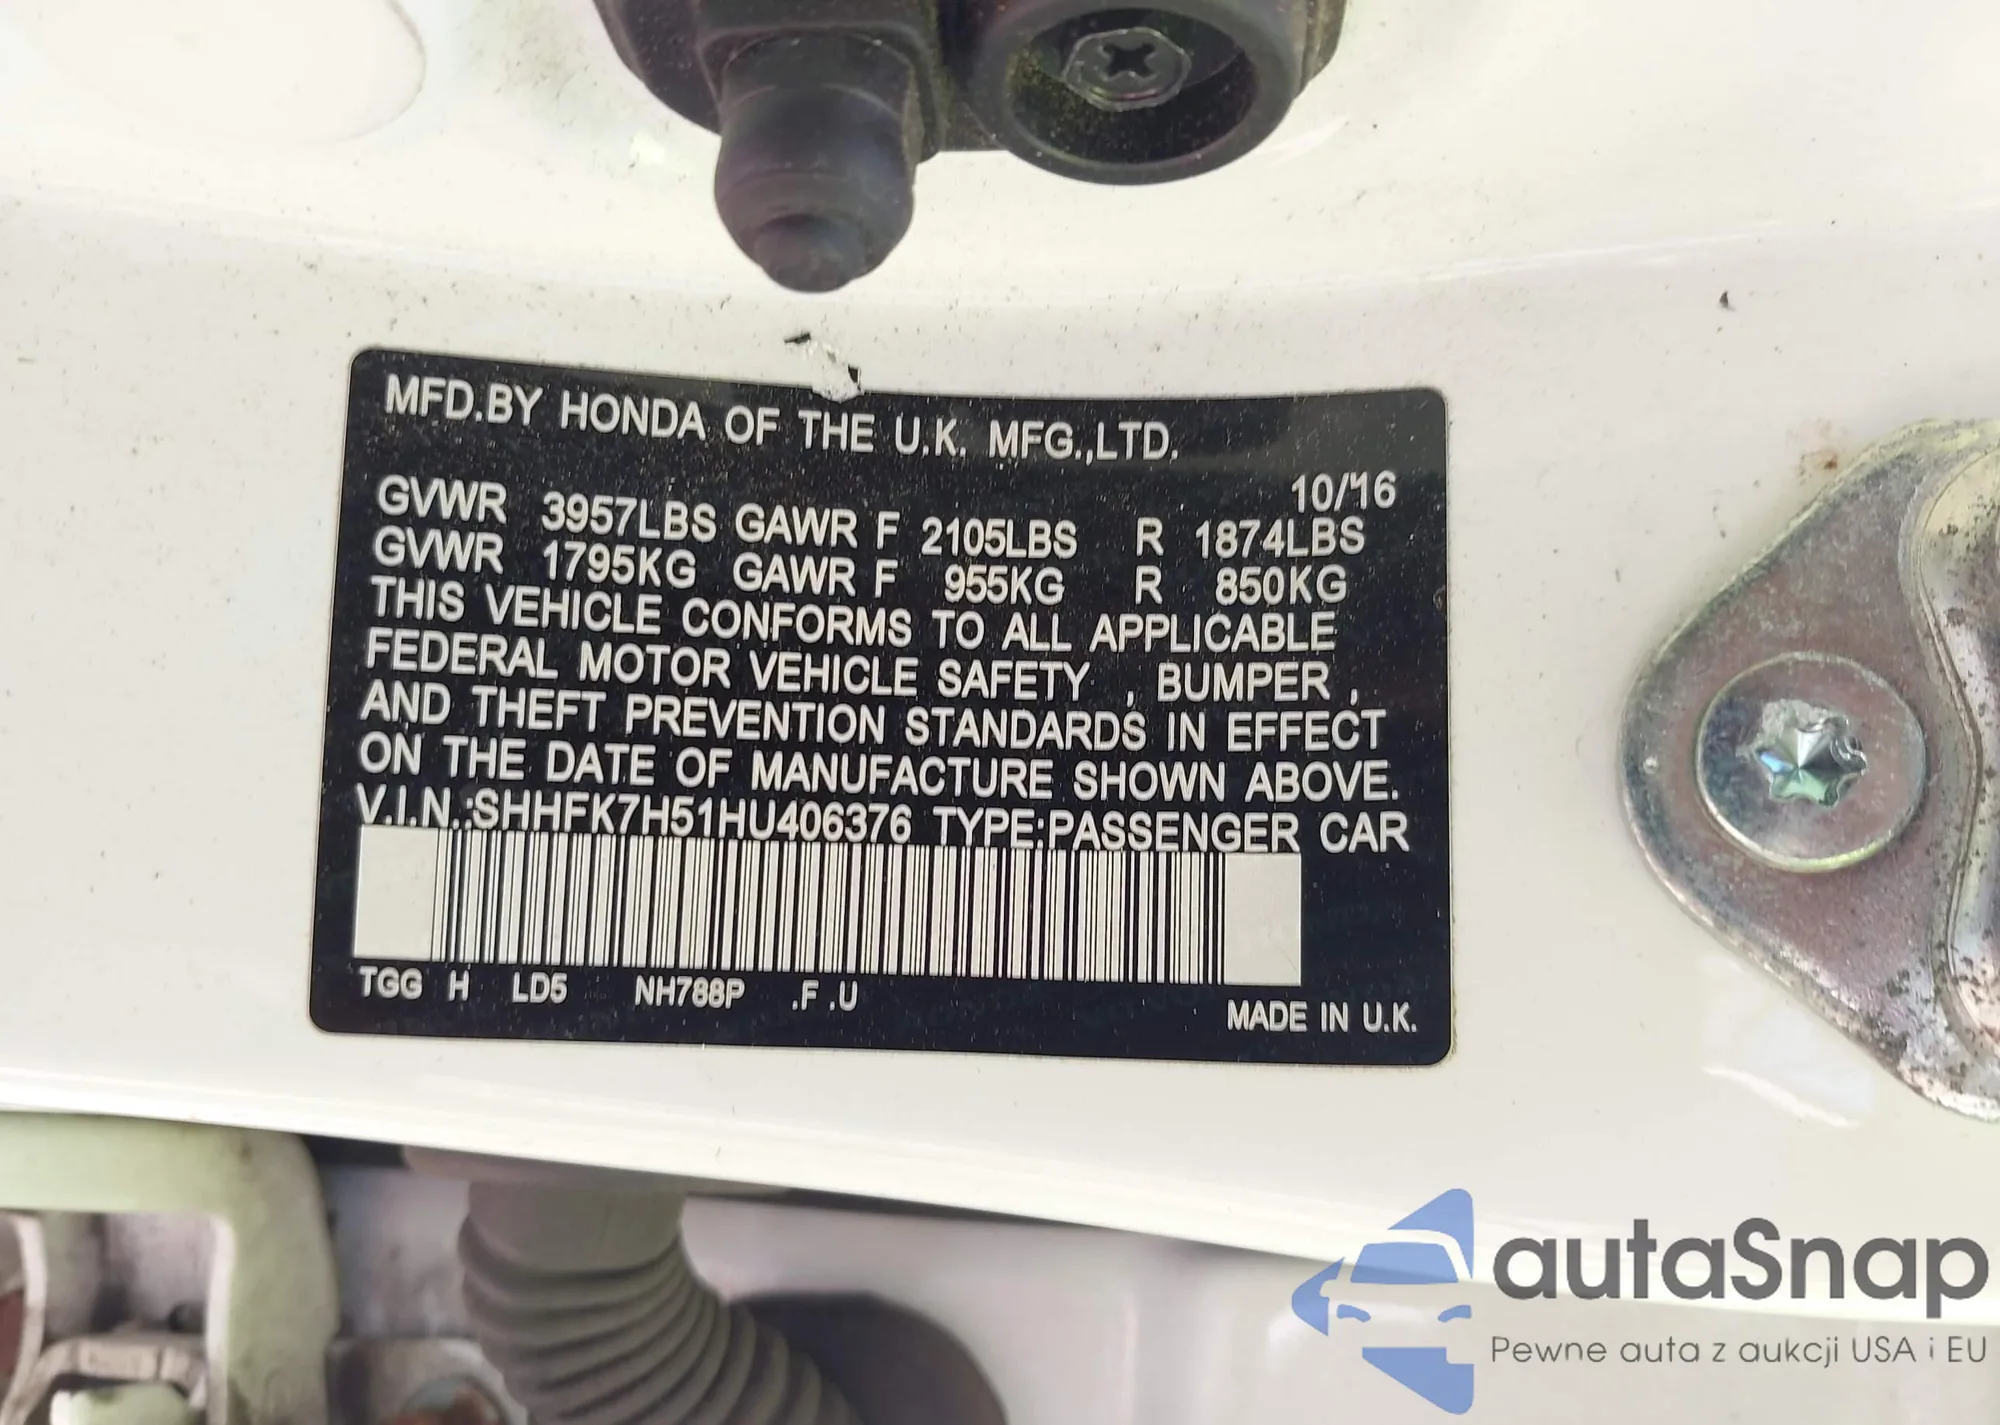 MFD.BY HONDA OF THE U.K. MFG.,LTD.
10/16
GVWR 3957LBS GAWR F 2105LBS R 1874LBS
GVWR 1795KG GAWR F 955KG R 850KG
THIS VEHICLE CONFORMS TO ALL APPLICABLE
FEDERAL MOTOR VEHICLE SAFETY , BUMPER ,
AND THEFT PREVENTION STANDARDS IN EFFECT
ON THE DATE OF MANUFACTURE SHOWN ABOVE.
V.I.N.:SHHFK7H51HU406376 TYPE:PASSENGER CAR
TGG H LD5 NH788P .F .U
MADE IN U.K.
autaSnap
Pewne auta z aukcji USA i EU